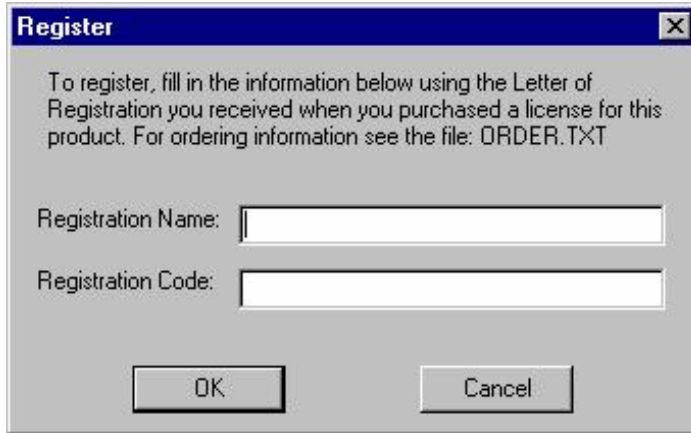 Register
To register, fill in the information below using the Letter of
Registration you received when you purchased a license for this
product. For ordering information see the file: ORDER.TXT
Registration Name:
Registration Code:
OK
Cancel